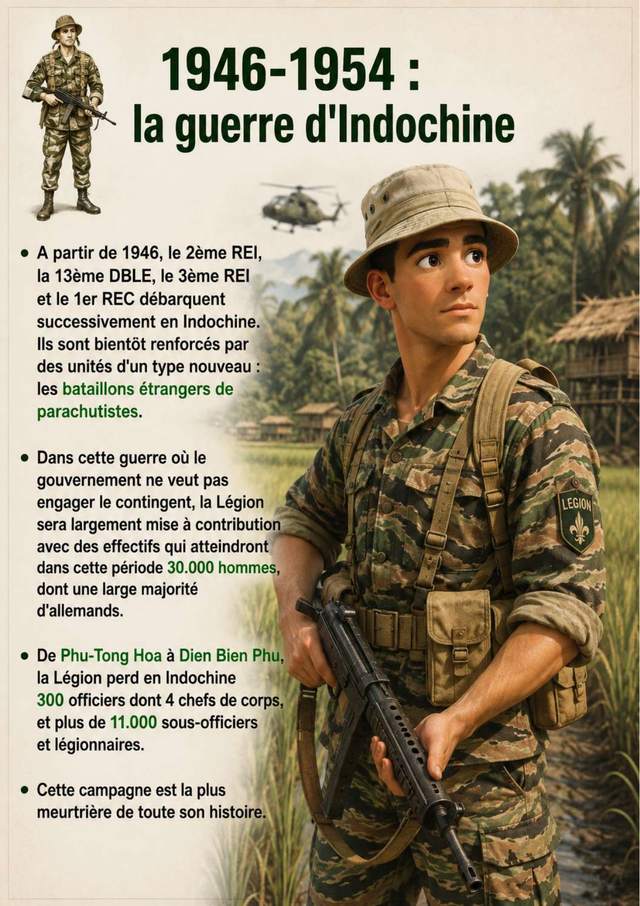 1946-1954 :
la guerre d'Indochine
• A partir de 1946, le 2ème REI,
la 13ème DBLE, le 3ème REI
et le 1er REC débarquent
successivement en Indochine.
Ils sont bientôt renforcés par
des unités d'un type nouveau :
les bataillons étrangers de
parachutistes.
• Dans cette guerre où le
gouvernement ne veut pas
engager le contingent, la Légion
sera largement mise à contribution
avec des effectifs qui atteindront
dans cette période 30.000 hommes,
dont une large majorité
d'allemands.
LEGION
• De Phu-Tong Hoa à Dien Bien Phu,
la Légion perd en Indochine
300 officiers dont 4 chefs de corps,
et plus de 11.000 sous-officiers
et légionnaires.
• Cette campagne est la plus
meurtrière de toute son histoire.